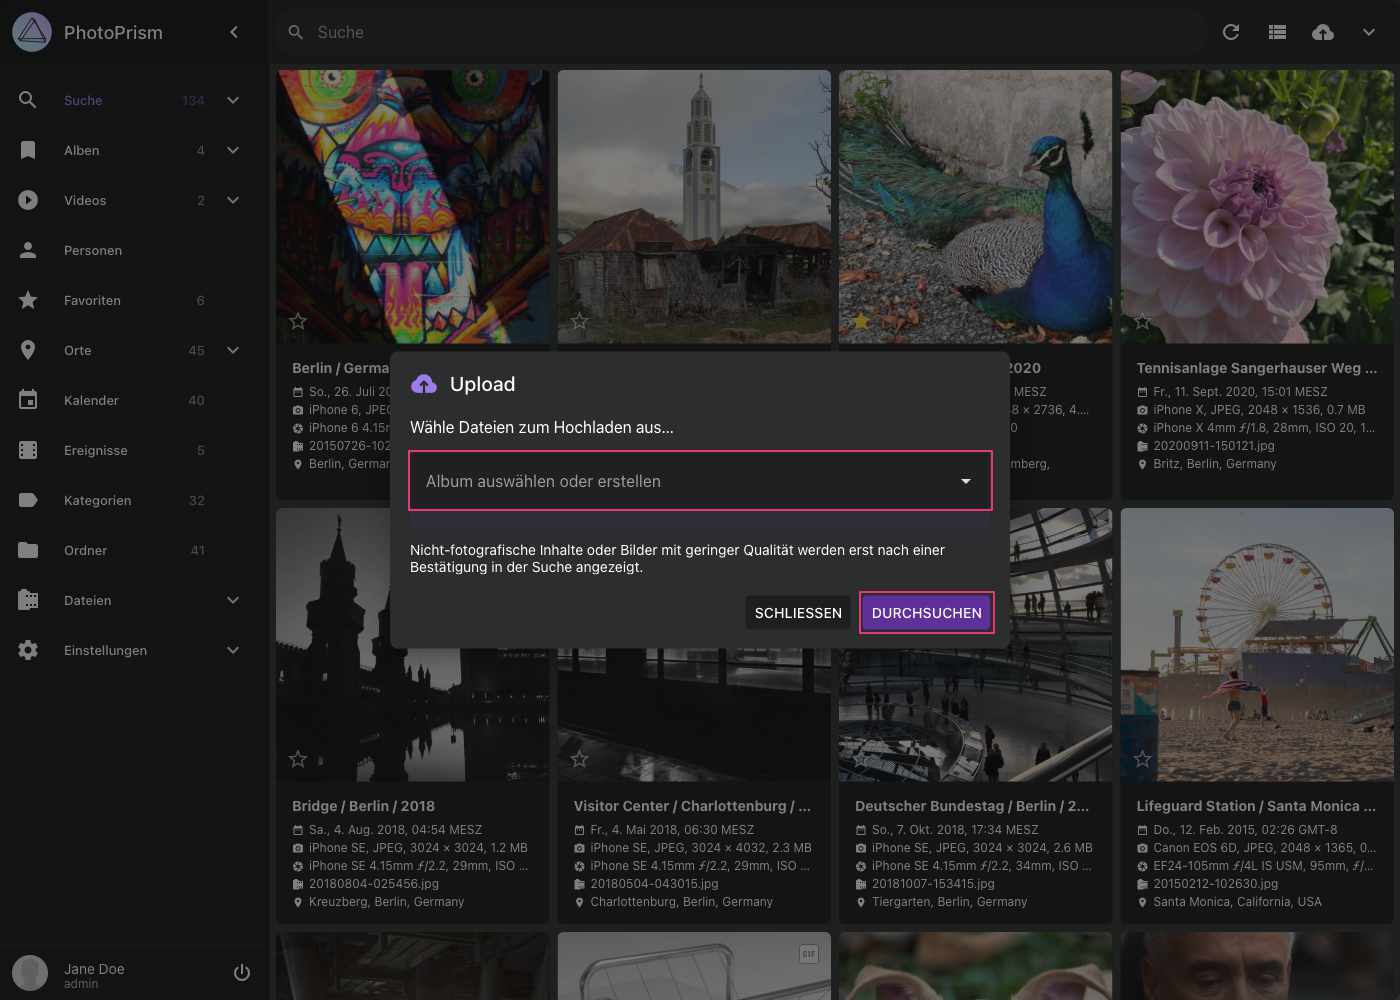 PhotoPrism
Suche
Suche 134
Alben 4
Videos 2
Personen
Favoriten 6
Orte 45
Kalender 40
Ereignisse 5
Kategorien 32
Ordner 41
Dateien
Einstellungen
Jane Doe
admin
Berlin / Germa
So., 26. Juli 20
iPhone 6, JPEG
iPhone 6 4.15m
20150726-102
Berlin, German
2020
MESZ
8 × 2736, 4....
0
mberg,
Tennisanlage Sangerhauser Weg ...
Fr., 11. Sept. 2020, 15:01 MESZ
iPhone X, JPEG, 2048 × 1536, 0.7 MB
iPhone X 4mm ƒ/1.8, 28mm, ISO 20, 1...
20200911-150121.jpg
Britz, Berlin, Germany
Upload
Wähle Dateien zum Hochladen aus...
Album auswählen oder erstellen
Nicht-fotografische Inhalte oder Bilder mit geringer Qualität werden erst nach einer
Bestätigung in der Suche angezeigt.
SCHLIESSEN
DURCHSUCHEN
Bridge / Berlin / 2018
Sa., 4. Aug. 2018, 04:54 MESZ
iPhone SE, JPEG, 3024 × 3024, 1.2 MB
iPhone SE 4.15mm ƒ/2.2, 29mm, ISO ...
20180804-025456.jpg
Kreuzberg, Berlin, Germany
Visitor Center / Charlottenburg / ...
Fr., 4. Mai 2018, 06:30 MESZ
iPhone SE, JPEG, 3024 × 4032, 2.3 MB
iPhone SE 4.15mm ƒ/2.2, 29mm, ISO ...
20180504-043015.jpg
Charlottenburg, Berlin, Germany
Deutscher Bundestag / Berlin / 2...
So., 7. Okt. 2018, 17:34 MESZ
iPhone SE, JPEG, 3024 × 3024, 2.6 MB
iPhone SE 4.15mm ƒ/2.2, 34mm, ISO ...
20181007-153415.jpg
Tiergarten, Berlin, Germany
Lifeguard Station / Santa Monica ...
Do., 12. Feb. 2015, 02:26 GMT-8
Canon EOS 6D, JPEG, 2048 × 1365, 0...
EF24-105mm ƒ/4L IS USM, 95mm, ƒ/...
20150212-102630.jpg
Santa Monica, California, USA
GIF